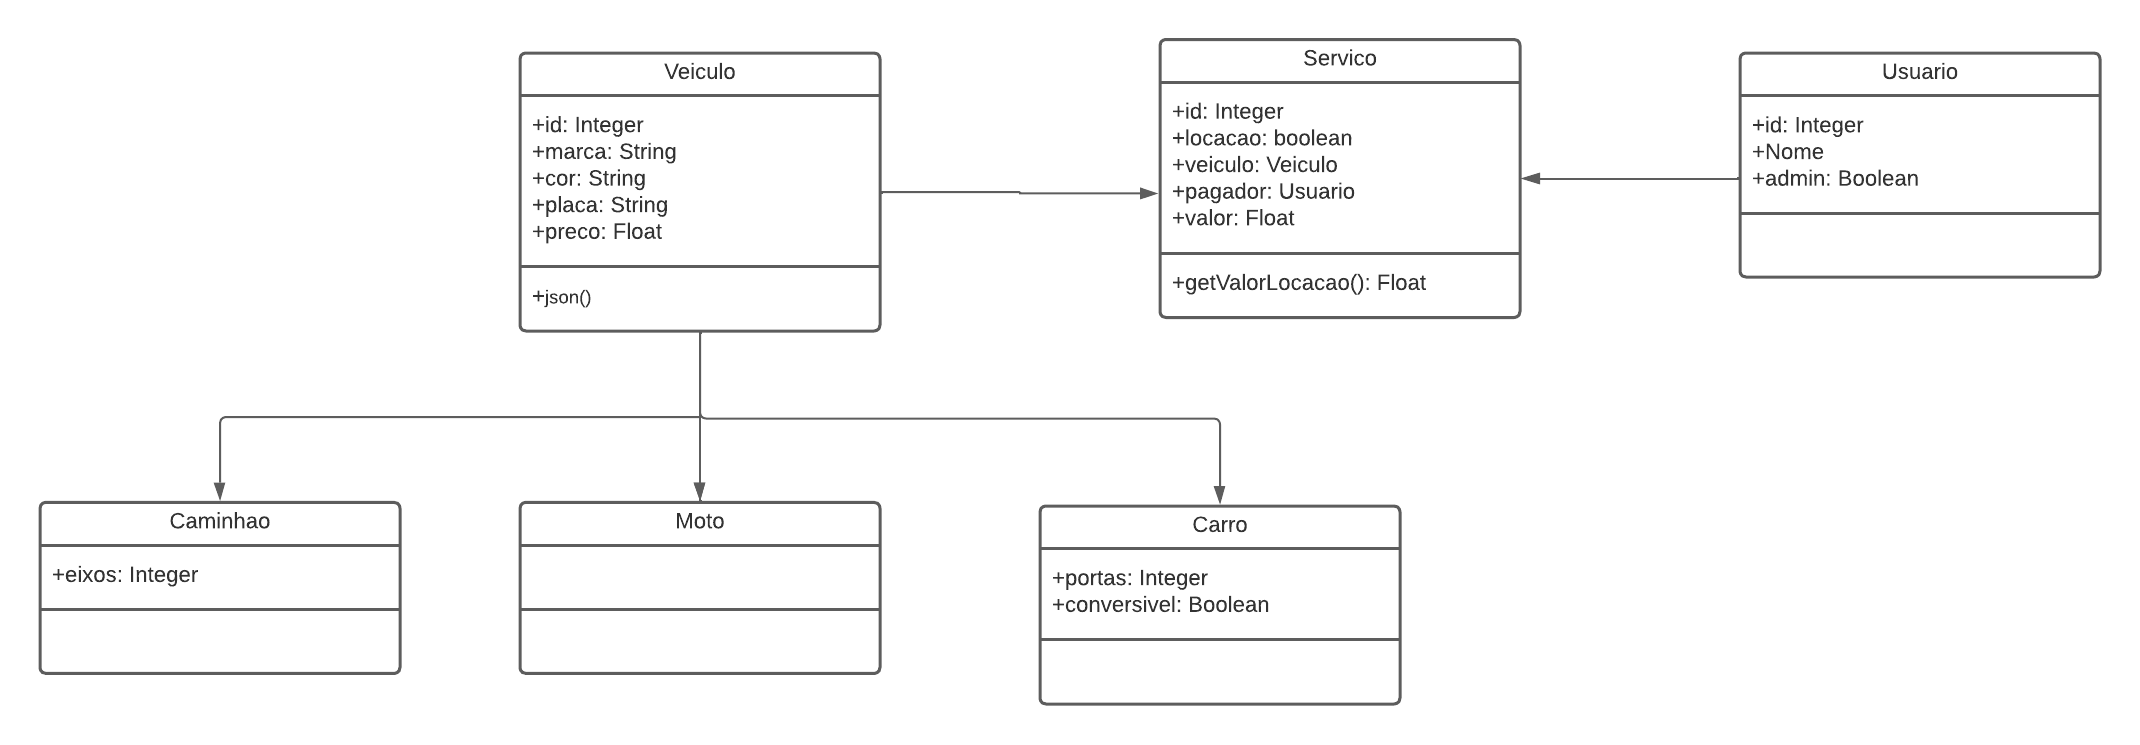 Veiculo
+id: Integer
+marca: String
+cor: String
+placa: String
+preco: Float
+json()
Servico
+id: Integer
+locacao: boolean
+veiculo: Veiculo
+pagador: Usuario
+valor: Float
+getValorLocacao(): Float
Usuario
+id: Integer
+Nome
+admin: Boolean
Caminhao
+eixos: Integer
Moto
Carro
+portas: Integer
+conversivel: Boolean